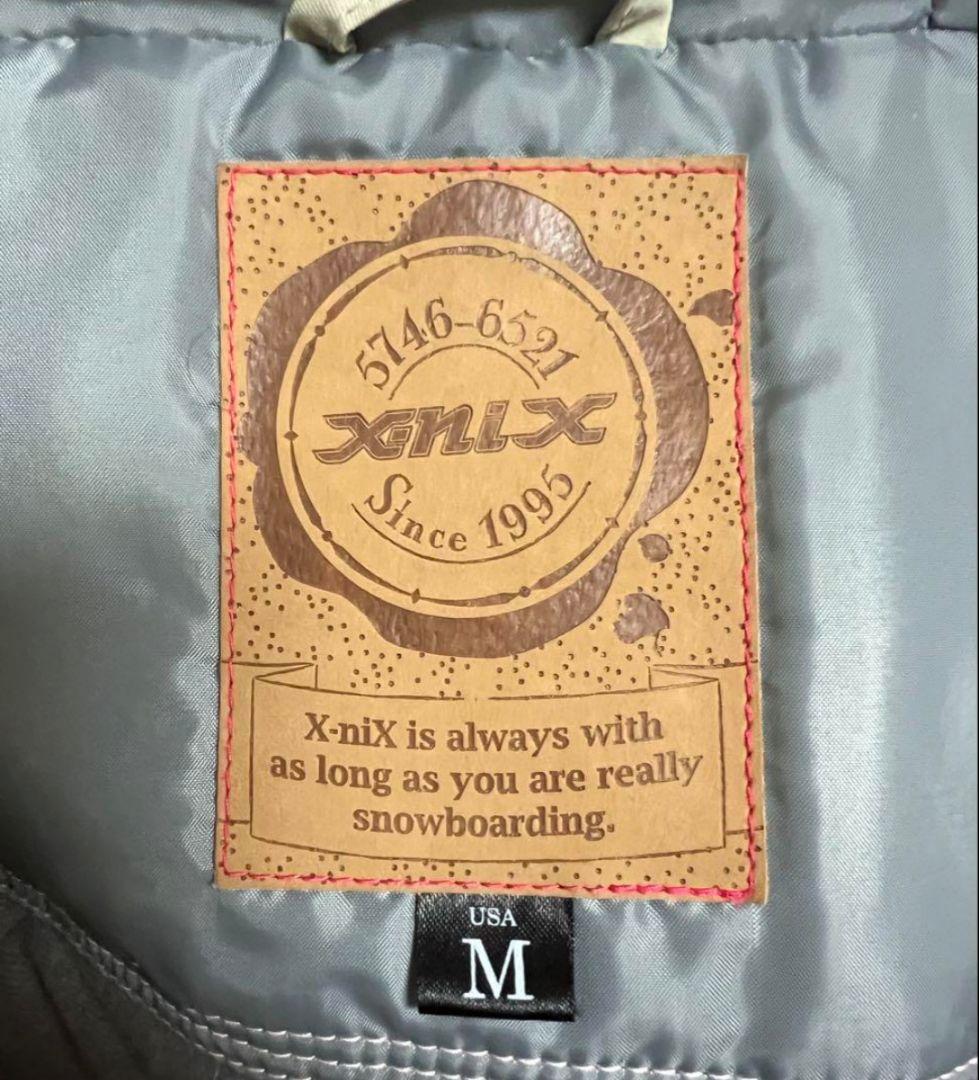 5746-6521
x-nix
Since 1995
X-niX is always with
as long as you are really
snowboarding.
USA
M